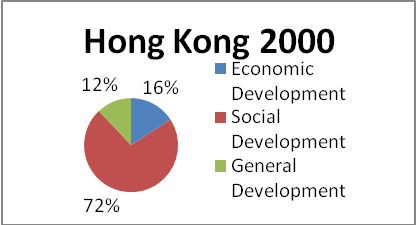 Hong Kong 2000
12%
16%
72%
Economic
Development
Social
Development
General
Development